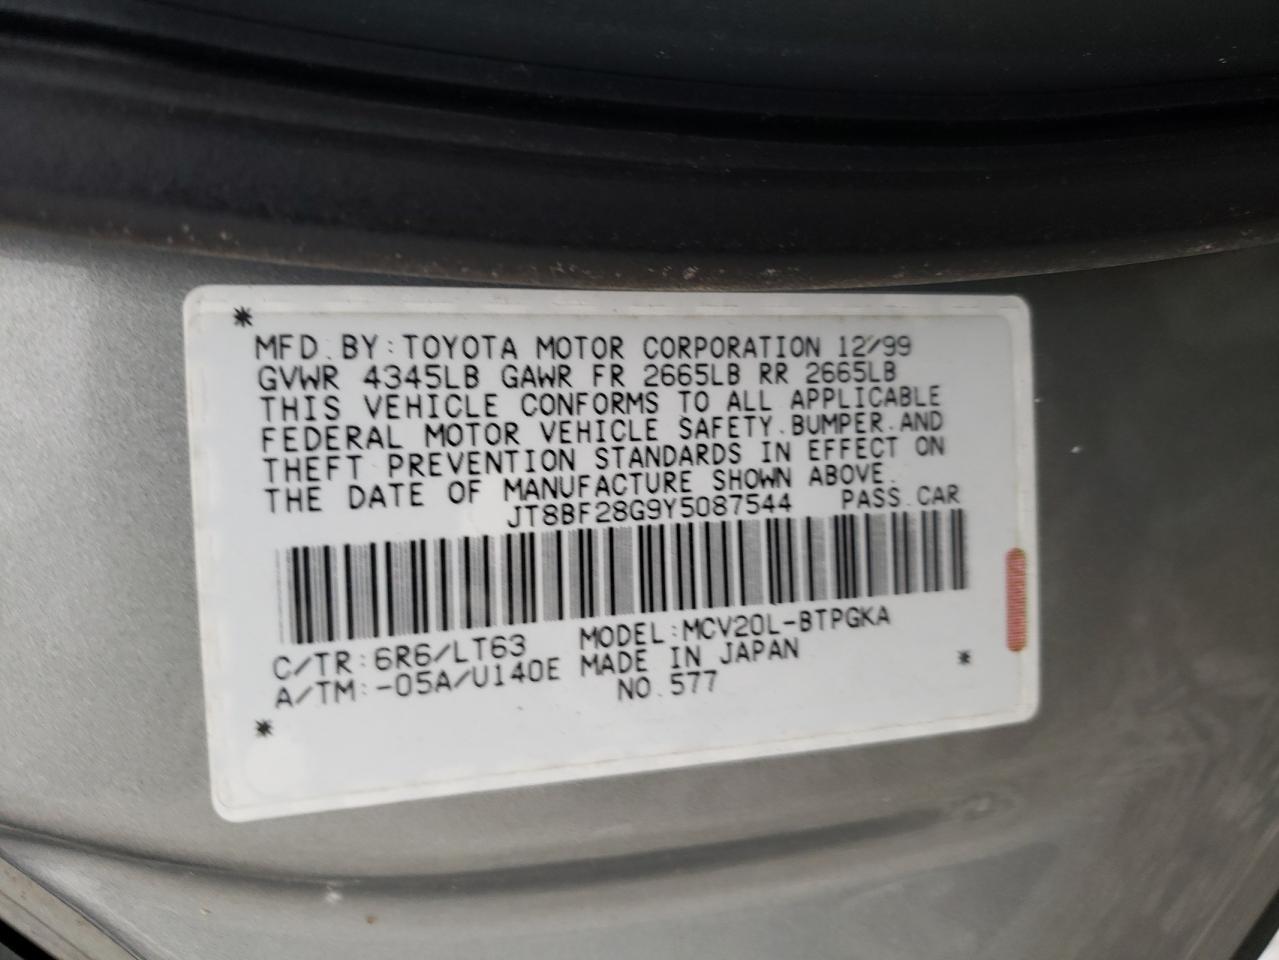 MFD. BY: TOYOTA MOTOR CORPORATION 12/99
GVWR 4345LB GAWR FR 2665LB RR 2665LB
THIS VEHICLE CONFORMS TO ALL APPLICABLE
FEDERAL MOTOR VEHICLE SAFETY. BUMPER. AND
THEFT PREVENTION STANDARDS IN EFFECT ON
THE DATE OF MANUFACTURE SHOWN ABOVE.
JT8BF28G9Y5087544 PASS. CAR
C/TR: 6R6/LT63 MODEL: MCV20L-BTPGKA
A/TM: -05A/U140E MADE IN JAPAN
NO. 577